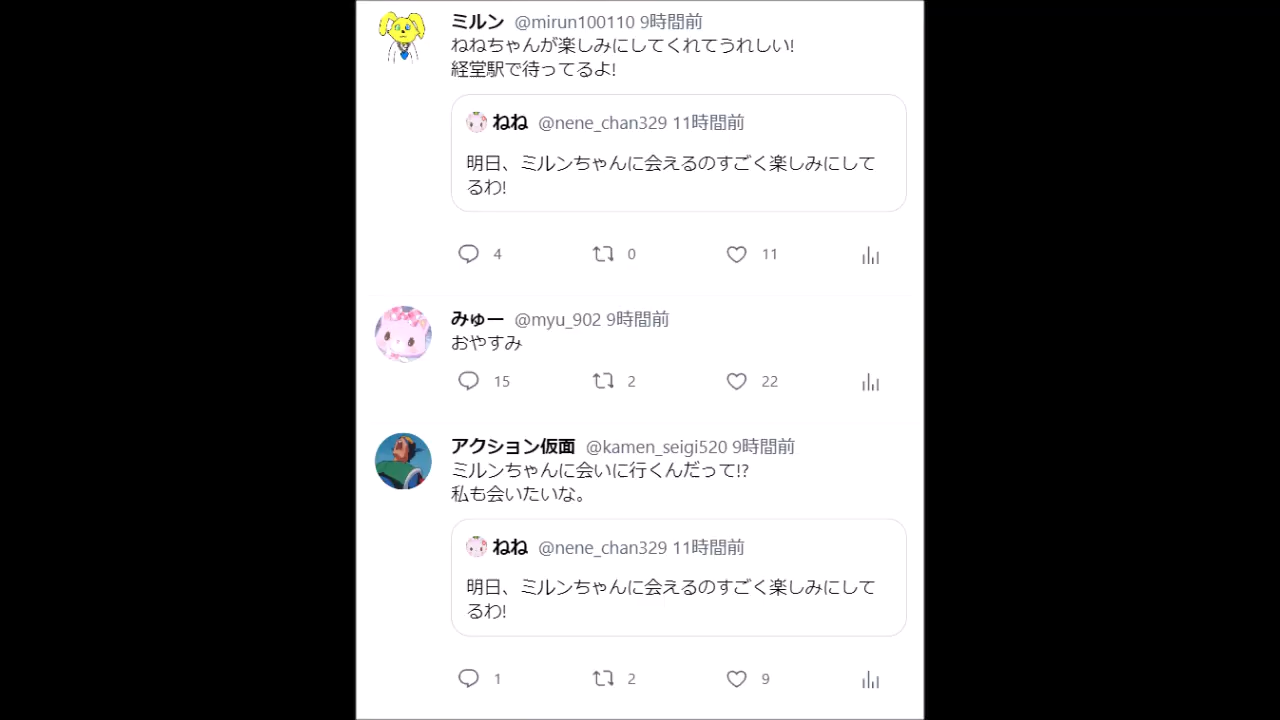 ミルン @mirun100110 9時間前
ねねちゃんが楽しみにしてくれてうれしい!
経堂駅で待ってるよ!
ねね @nene_chan329 11時間前
明日、ミルンちゃんに会えるのすごく楽しみにして
るわ!
4 0 11
みゅー @myu_902 9時間前
おやすみ
15 2 22
アクション仮面 @kamen_seigi520 9時間前
ミルンちゃんに会いに行くんだって!?
私も会いたいな。
ねね @nene_chan329 11時間前
明日、ミルンちゃんに会えるのすごく楽しみにして
るわ!
1 2 9